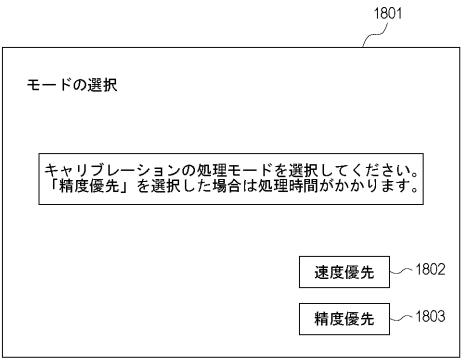 1801
モードの選択
キャリブレーションの処理モードを選択してください。
「精度優先」を選択した場合は処理時間がかかります。
速度優先
1802
精度優先
1803